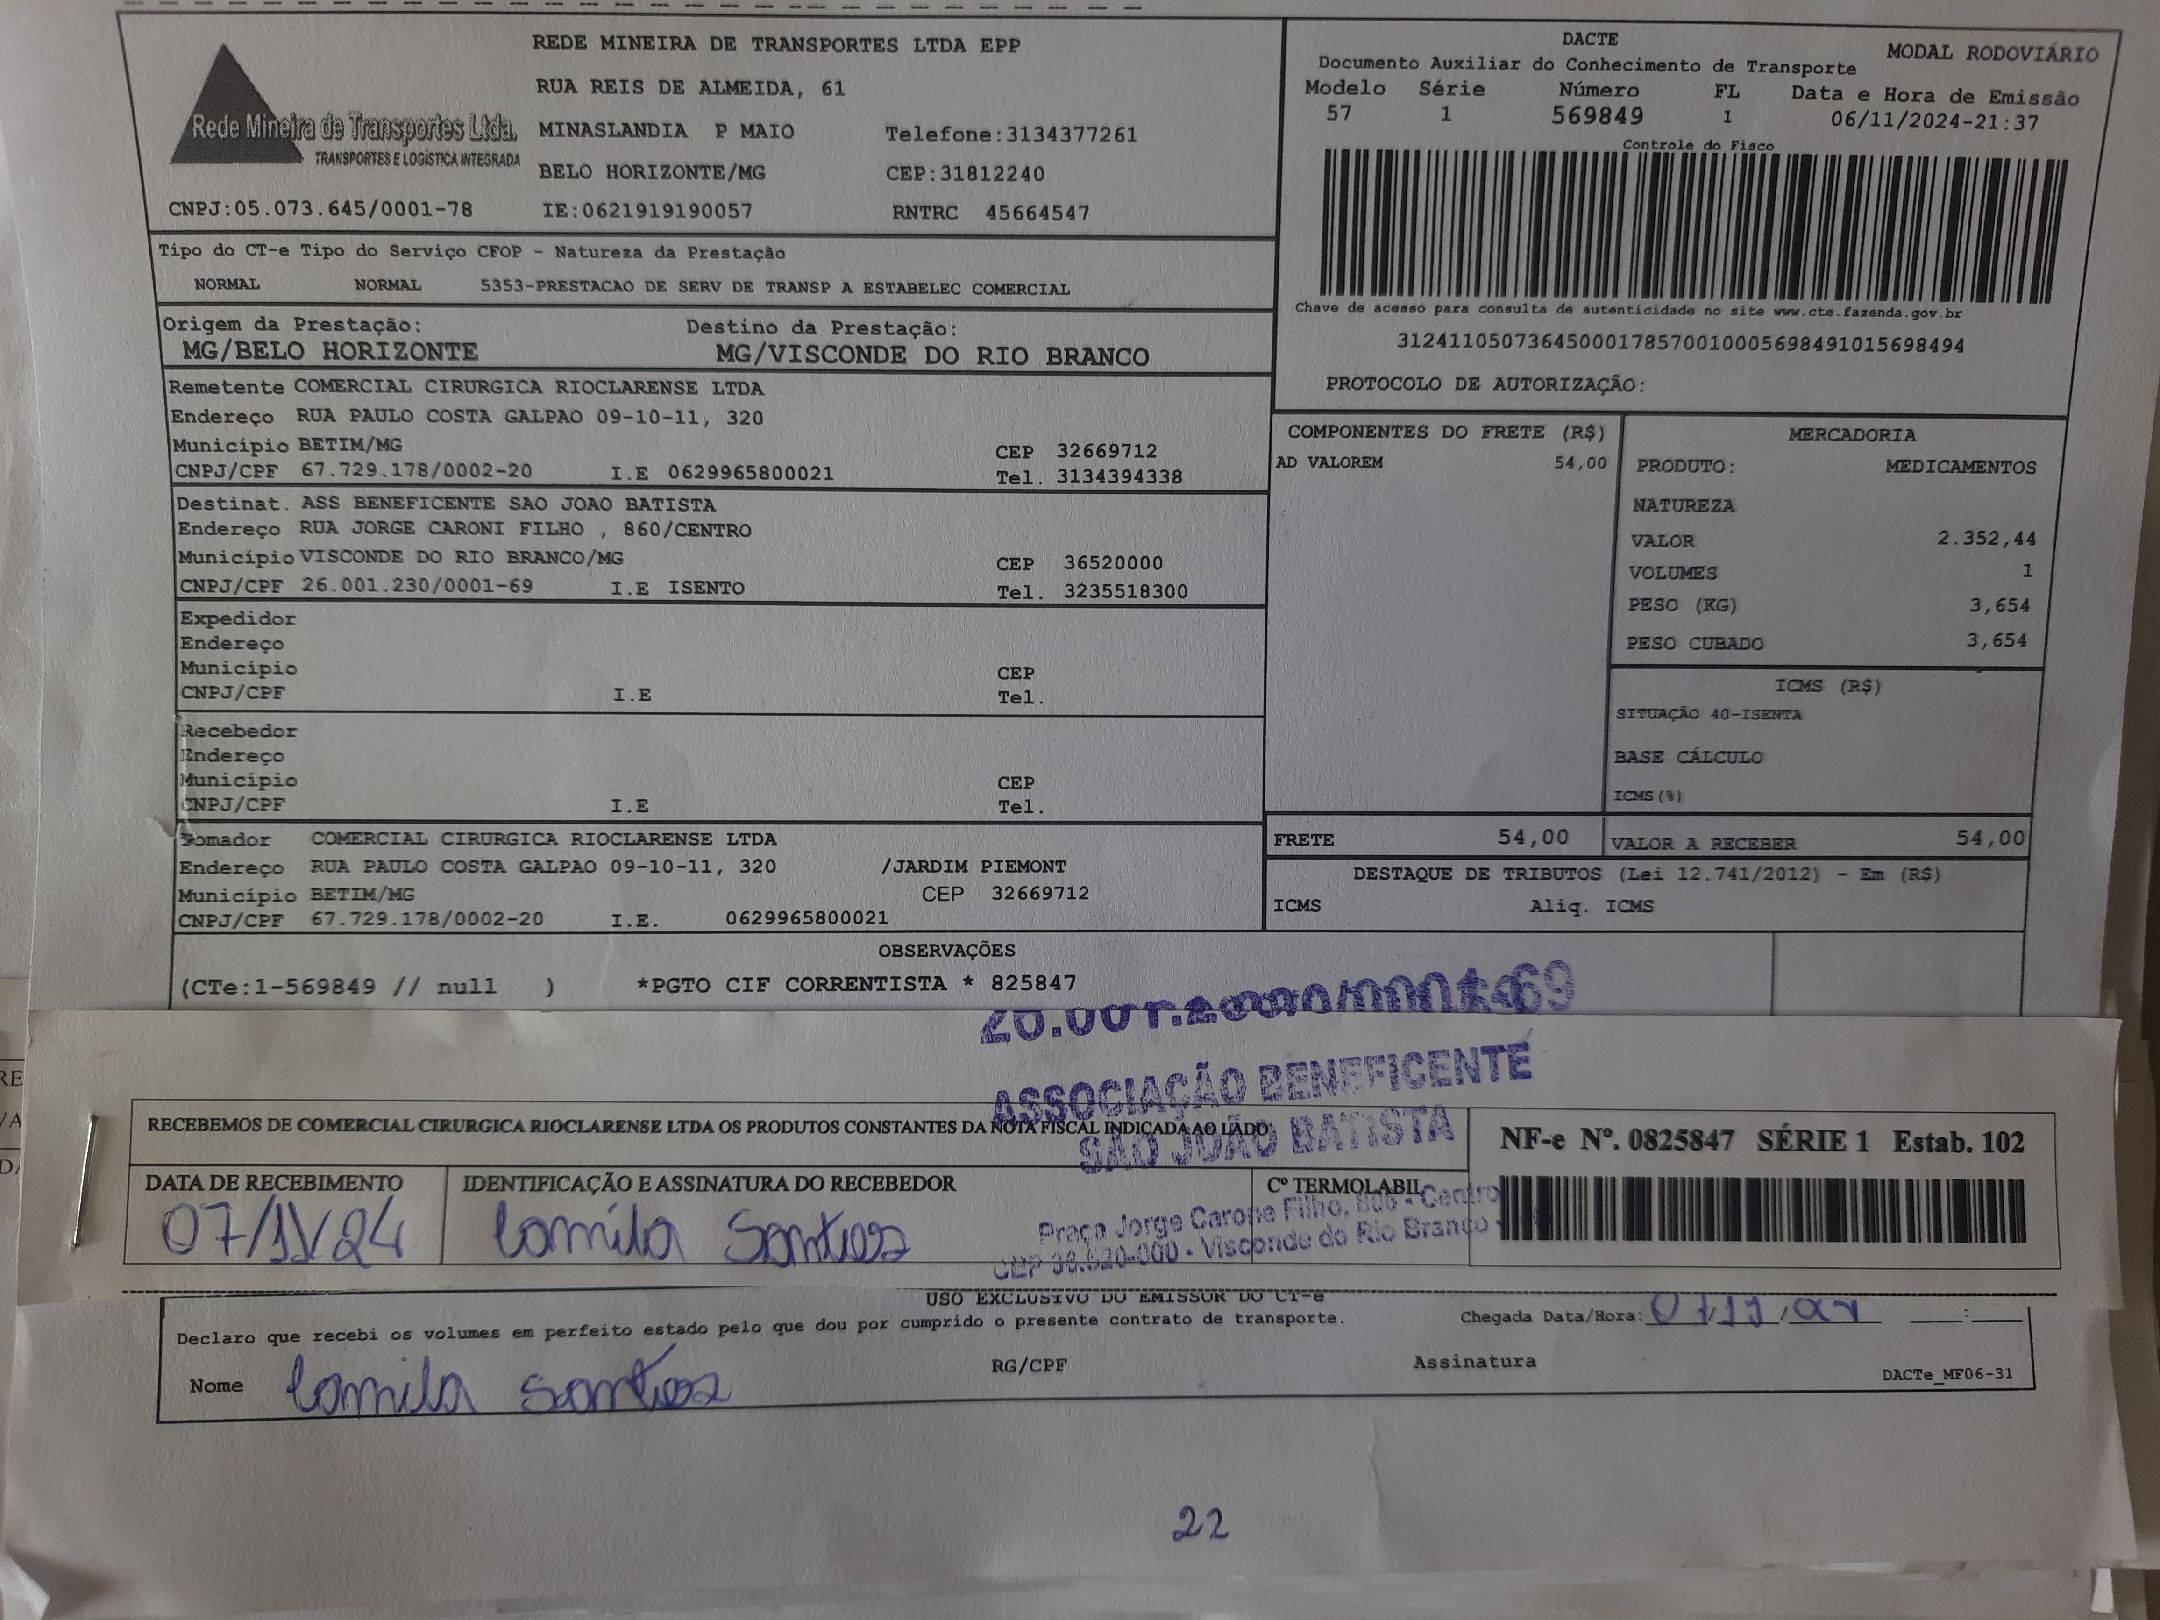 REDE MINEIRA DE TRANSPORTES LTDA EPP
RUA REIS DE ALMEIDA, 61
Rede Mineira de Transportes Ltda.
TRANSPORTES E LOGÍSTICA INTEGRADA
MINASLANDIA P MAIO Telefone:3134377261
BELO HORIZONTE/MG CEP:31812240
CNPJ:05.073.645/0001-78 IE:0621919190057 RNTRC 45664547
DACTE MODAL RODOVIÁRIO
Documento Auxiliar do Conhecimento de Transporte
Modelo Série Número FL Data e Hora de Emissão
57 1 569849 1 06/11/2024-21:37
Controle do Fisco
Chave de acesso para consulta de autenticidade no site www.cte.fazenda.gov.br
31241105073645000178570010005698491015698494
PROTOCOLO DE AUTORIZAÇÃO:
Tipo do CT-e Tipo do Serviço CFOP - Natureza da Prestação
NORMAL NORMAL 5353-PRESTACAO DE SERV DE TRANSP A ESTABELEC COMERCIAL
Origem da Prestação: Destino da Prestação:
MG/BELO HORIZONTE MG/VISCONDE DO RIO BRANCO
Remetente COMERCIAL CIRURGICA RIOCLARENSE LTDA
Endereço RUA PAULO COSTA GALPAO 09-10-11, 320
Município BETIM/MG CEP 32669712
CNPJ/CPF 67.729.178/0002-20 I.E 0629965800021 Tel. 3134394338
Destinat. ASS BENEFICENTE SAO JOAO BATISTA
Endereço RUA JORGE CARONI FILHO , 860/CENTRO
Município VISCONDE DO RIO BRANCO/MG CEP 36520000
CNPJ/CPF 26.001.230/0001-69 I.E ISENTO Tel. 3235518300
Expedidor
Endereço
Município CEP
CNPJ/CPF I.E Tel.
Recebedor
Endereço
Município CEP
CNPJ/CPF I.E Tel.
Tomador COMERCIAL CIRURGICA RIOCLARENSE LTDA
Endereço RUA PAULO COSTA GALPAO 09-10-11, 320 /JARDIM PIEMONT
Município BETIM/MG CEP 32669712
CNPJ/CPF 67.729.178/0002-20 I.E. 0629965800021
COMPONENTES DO FRETE (R$)
AD VALOREM 54,00
MERCADORIA
PRODUTO: MEDICAMENTOS
NATUREZA
VALOR 2.352,44
VOLUMES 1
PESO (KG) 3,654
PESO CUBADO 3,654
ICMS (R$)
SITUAÇÃO 40-ISENTA
BASE CÁLCULO
ICMS(%)
FRETE 54,00 VALOR A RECEBER 54,00
DESTAQUE DE TRIBUTOS (Lei 12.741/2012) - Em (R$)
ICMS Aliq. ICMS
OBSERVAÇÕES
(CTe:1-569849 // null ) *PGTO CIF CORRENTISTA * 825847
ASSOCIAÇÃO BENEFICENTE
SÃO JOÃO BATISTA
Praça Jorge Carone Filho, - Centro
- Visconde do Rio Branco
RECEBEMOS DE COMERCIAL CIRURGICA RIOCLARENSE LTDA OS PRODUTOS CONSTANTES DA NOTA FISCAL INDICADA AO LADO
NF-e Nº. 0825847 SÉRIE 1 Estab. 102
DATA DE RECEBIMENTO IDENTIFICAÇÃO E ASSINATURA DO RECEBEDOR Cº TERMOLABIL
07/11/24 Camila Santos
USO EXCLUSIVO DO EMISSOR DO CT-e
Declaro que recebi os volumes em perfeito estado pelo que dou por cumprido o presente contrato de transporte.
Chegada Data/Hora: 07/11/24 :
Nome Camila Santos RG/CPF Assinatura
DACTe_MF06-31
22